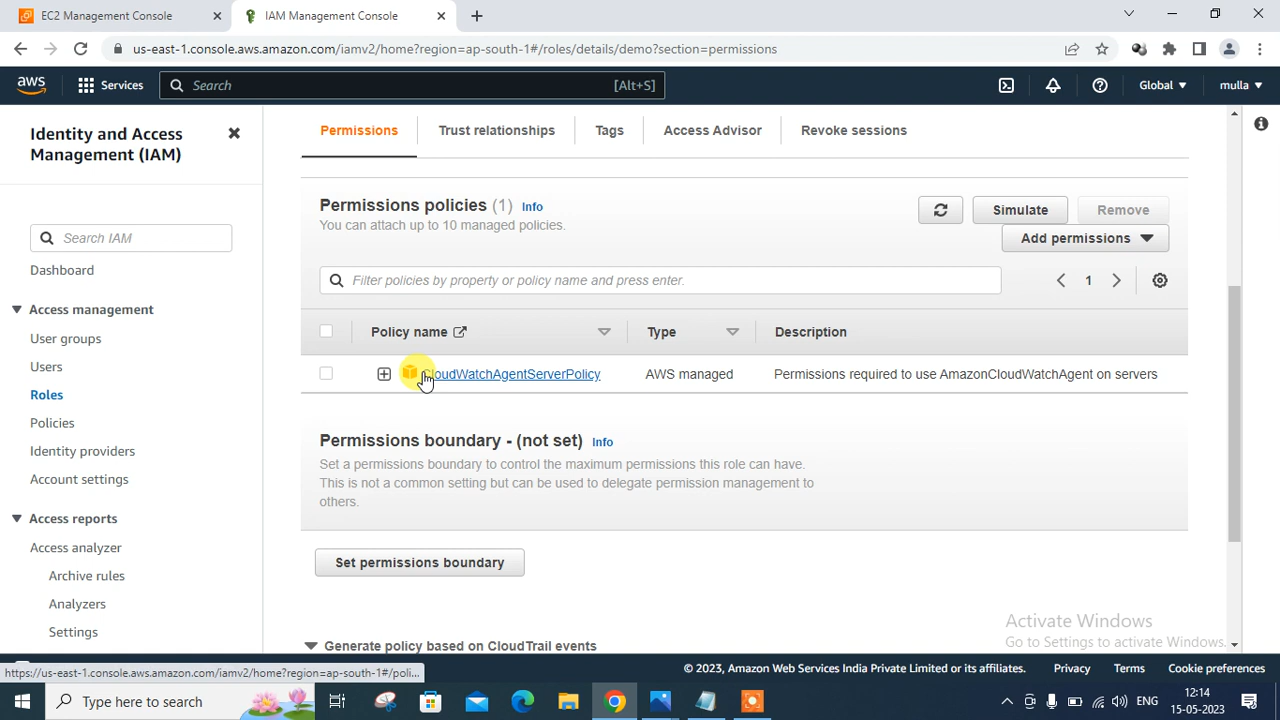 EC2 Management Console
IAM Management Console
us-east-1.console.aws.amazon.com/iamv2/home?region=ap-south-1#/roles/details/demo?section=permissions
aws
Services
Search
[Alt+S]
Global
mulla
Identity and Access
Management (IAM)
Search IAM
Dashboard
Access management
User groups
Users
Roles
Policies
Identity providers
Account settings
Access reports
Access analyzer
Archive rules
Analyzers
Settings
Permissions
Trust relationships
Tags
Access Advisor
Revoke sessions
Permissions policies (1) Info
You can attach up to 10 managed policies.
Simulate
Remove
Add permissions
Filter policies by property or policy name and press enter.
1
Policy name
Type
Description
CloudWatchAgentServerPolicy
AWS managed
Permissions required to use AmazonCloudWatchAgent on servers
Permissions boundary - (not set) Info
Set a permissions boundary to control the maximum permissions this role can have.
This is not a common setting but can be used to delegate permission management to
others.
Set permissions boundary
Generate policy based on CloudTrail events
Activate Windows
Go to Settings to activate Windows.
https://us-east-1.console.aws.amazon.com/iamv2/home?region=ap-south-1#/poli...
© 2023, Amazon Web Services India Private Limited or its affiliates.
Privacy
Terms
Cookie preferences
Type here to search
ENG
12:14
15-05-2023